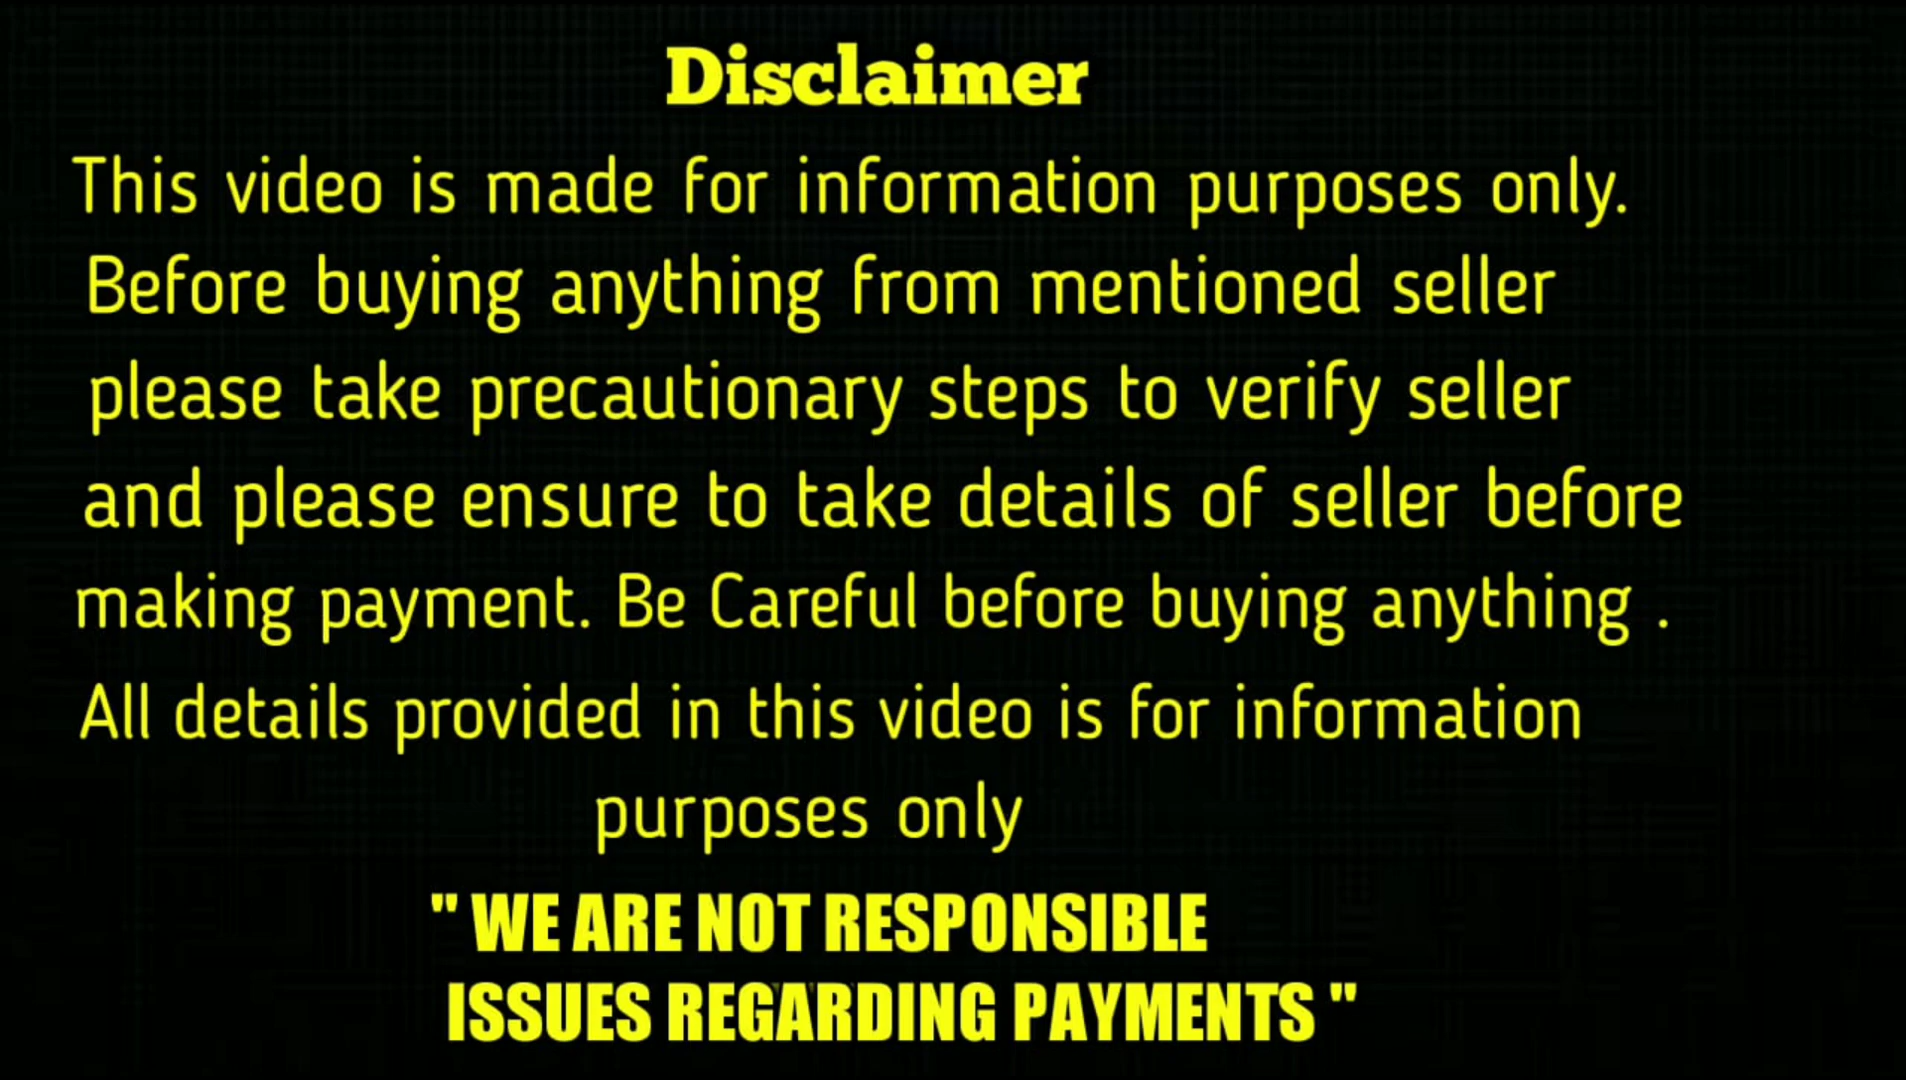 Disclaimer
This video is made for information purposes only.
Before buying anything from mentioned seller
please take precautionary steps to verify seller
and please ensure to take details of seller before
making payment. Be Careful before buying anything .
All details provided in this video is for information
purposes only
" WE ARE NOT RESPONSIBLE
ISSUES REGARDING PAYMENTS "